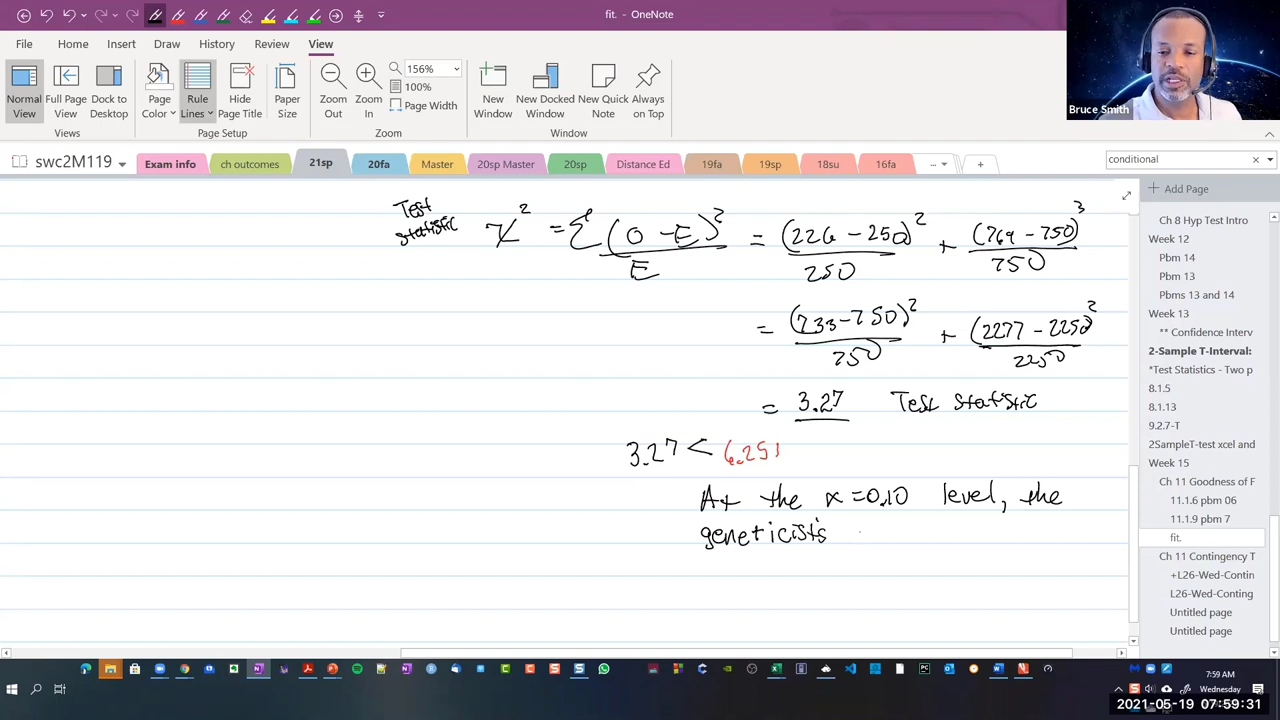 fit. - OneNote
File Home Insert Draw History Review View
156%
100%
Page Width
Normal View
Full Page View
Dock to Desktop
Page Color
Rule Lines
Hide Page Title
Paper Size
Zoom Out
Zoom In
New Window
New Docked Window
New Quick Note
Always on Top
Views
Page Setup
Zoom
Window
Bruce Smith
swc2M119
Exam info
ch outcomes
21sp
20fa
Master
20sp Master
20sp
Distance Ed
19fa
19sp
18su
16fa
conditional
Add Page
Ch 8 Hyp Test Intro
Week 12
Pbm 14
Pbm 13
Pbms 13 and 14
Week 13
** Confidence Interv
2-Sample T-Interval:
*Test Statistics - Two p
8.1.5
8.1.13
9.2.7-T
2SampleT-test xcel and
Week 15
Ch 11 Goodness of F
11.1.6 pbm 06
11.1.9 pbm 7
fit.
Ch 11 Contingency T
+L26-Wed-Contin
L26-Wed-Conting
Untitled page
Untitled page
Test statistic
χ² = Σ (O - E)² / E = (226 - 250)² / 250 + (769 - 750)³ / 750
= (733 - 750)² / 750 + (2277 - 2250)² / 2250
= 3.27 Test statistic
3.27 < 6.251
At the α = 0.10 level, the
geneticists
7:59 AM
Wednesday
2021-05-19 07:59:31